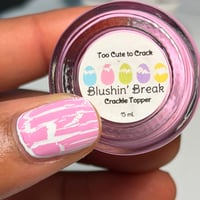 Too Cute to Crack
Blushin' Break
Crackle Topper
15 mL